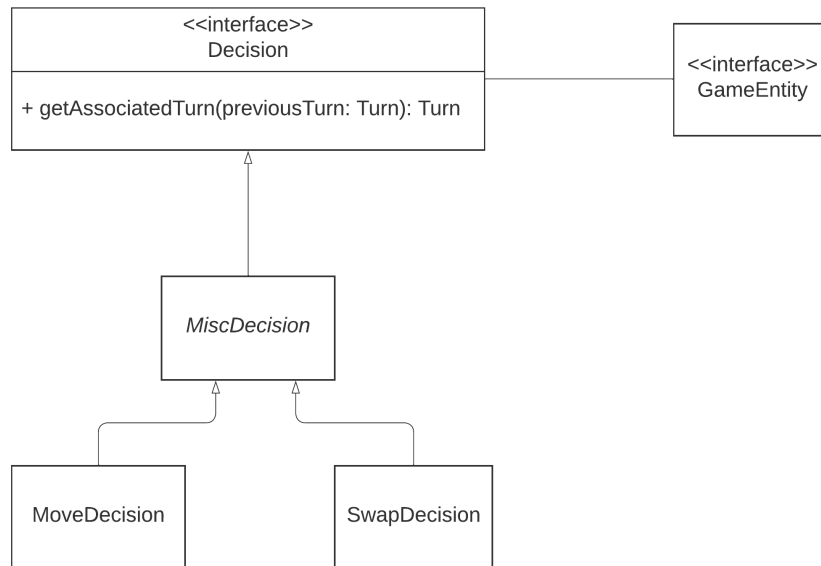 <<interface>>
Decision
+ getAssociatedTurn(previousTurn: Turn): Turn
<<interface>>
GameEntity
MiscDecision
MoveDecision
SwapDecision